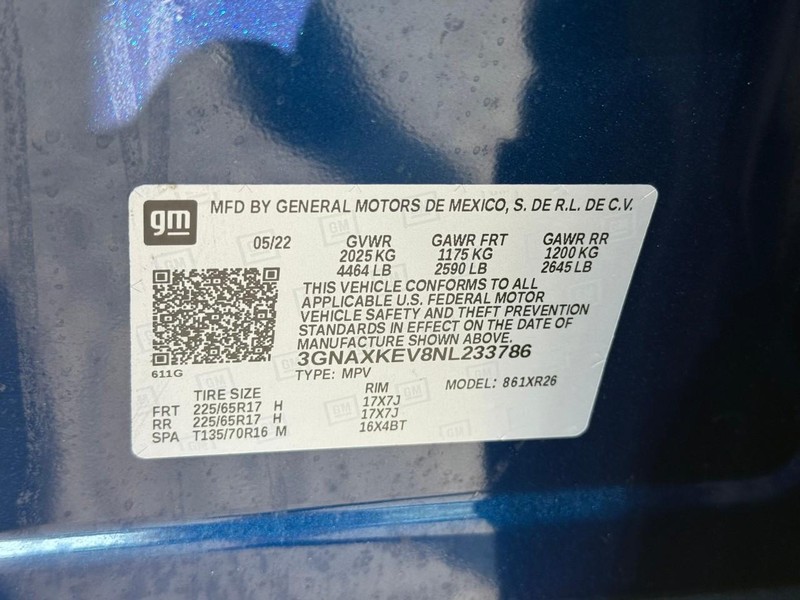 gm
MFD BY GENERAL MOTORS DE MEXICO, S. DE R.L. DE C.V.
05/22 GVWR GAWR FRT GAWR RR
2025 KG 1175 KG 1200 KG
4464 LB 2590 LB 2645 LB
THIS VEHICLE CONFORMS TO ALL
APPLICABLE U.S. FEDERAL MOTOR
VEHICLE SAFETY AND THEFT PREVENTION
STANDARDS IN EFFECT ON THE DATE OF
MANUFACTURE SHOWN ABOVE.
3GNAXKEV8NL233786
611G
TYPE: MPV MODEL: 861XR26
TIRE SIZE RIM
FRT 225/65R17 H 17X7J
RR 225/65R17 H 17X7J
SPA T135/70R16 M 16X4BT